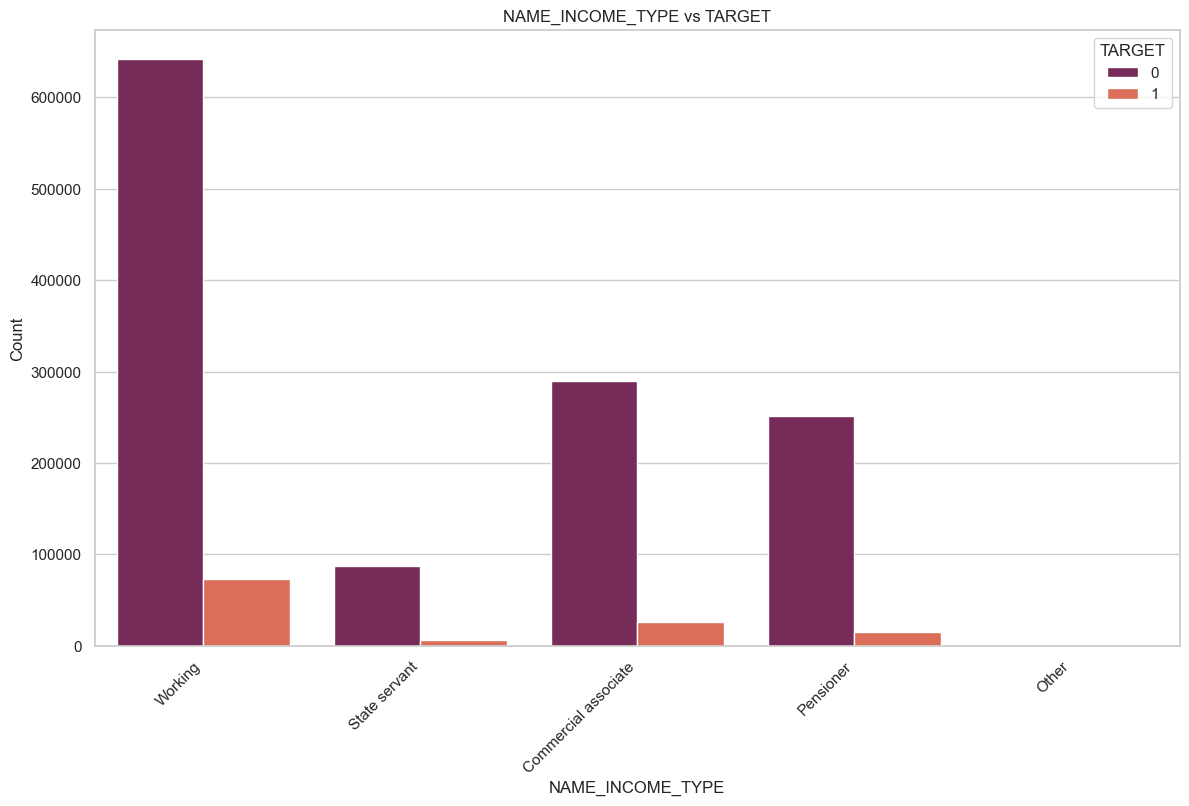 NAME_INCOME_TYPE vs TARGET
TARGET
0
1
600000
500000
400000
300000
200000
100000
0
Count
Working
State servant
Commercial associate
Pensioner
Other
NAME_INCOME_TYPE